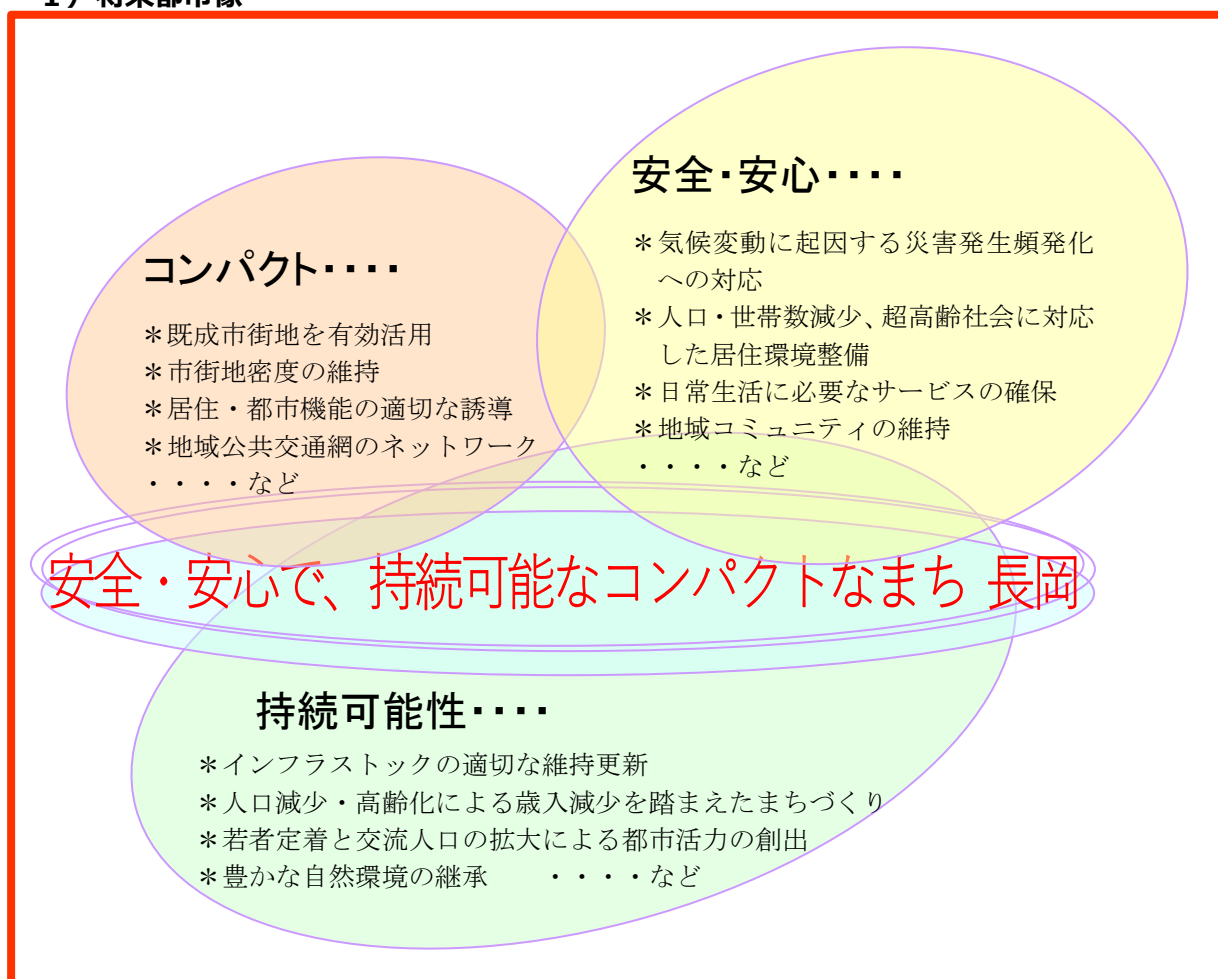 1）将来都市像
コンパクト・・・・
＊既成市街地を有効活用
＊市街地密度の維持
＊居住・都市機能の適切な誘導
＊地域公共交通網のネットワーク
・・・・など
安全・安心・・・・
＊気候変動に起因する災害発生頻発化
への対応
＊人口・世帯数減少、超高齢社会に対応
した居住環境整備
＊日常生活に必要なサービスの確保
＊地域コミュニティの維持
・・・・など
安全・安心で、持続可能なコンパクトなまち 長岡
持続可能性・・・・
＊インフラストックの適切な維持更新
＊人口減少・高齢化による歳入減少を踏まえたまちづくり
＊若者定着と交流人口の拡大による都市活力の創出
＊豊かな自然環境の継承　　・・・・など